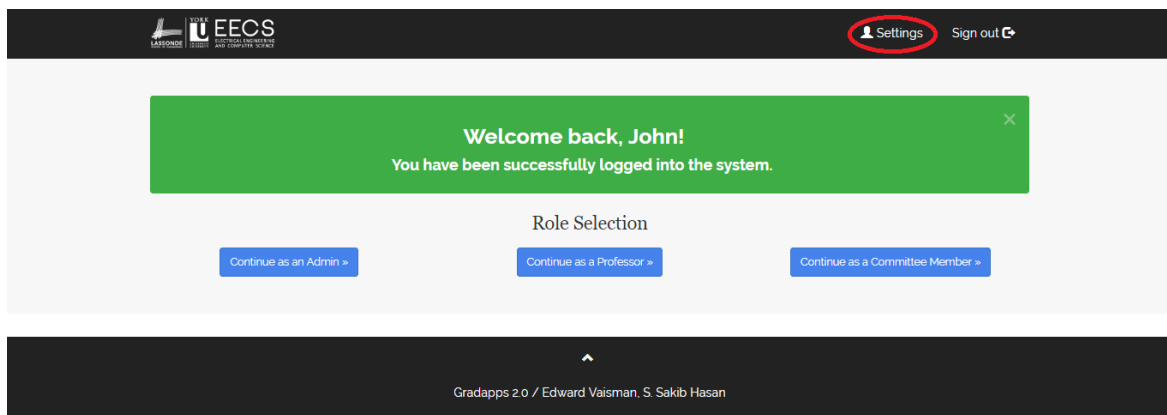 LASSONDE
YORK
U
EECS
ELECTRICAL ENGINEERING
AND COMPUTER SCIENCE
Settings
Sign out
Welcome back, John!
×
You have been successfully logged into the system.
Role Selection
Continue as an Admin »
Continue as a Professor »
Continue as a Committee Member »
Gradapps 2.0 / Edward Vaisman, S. Sakib Hasan